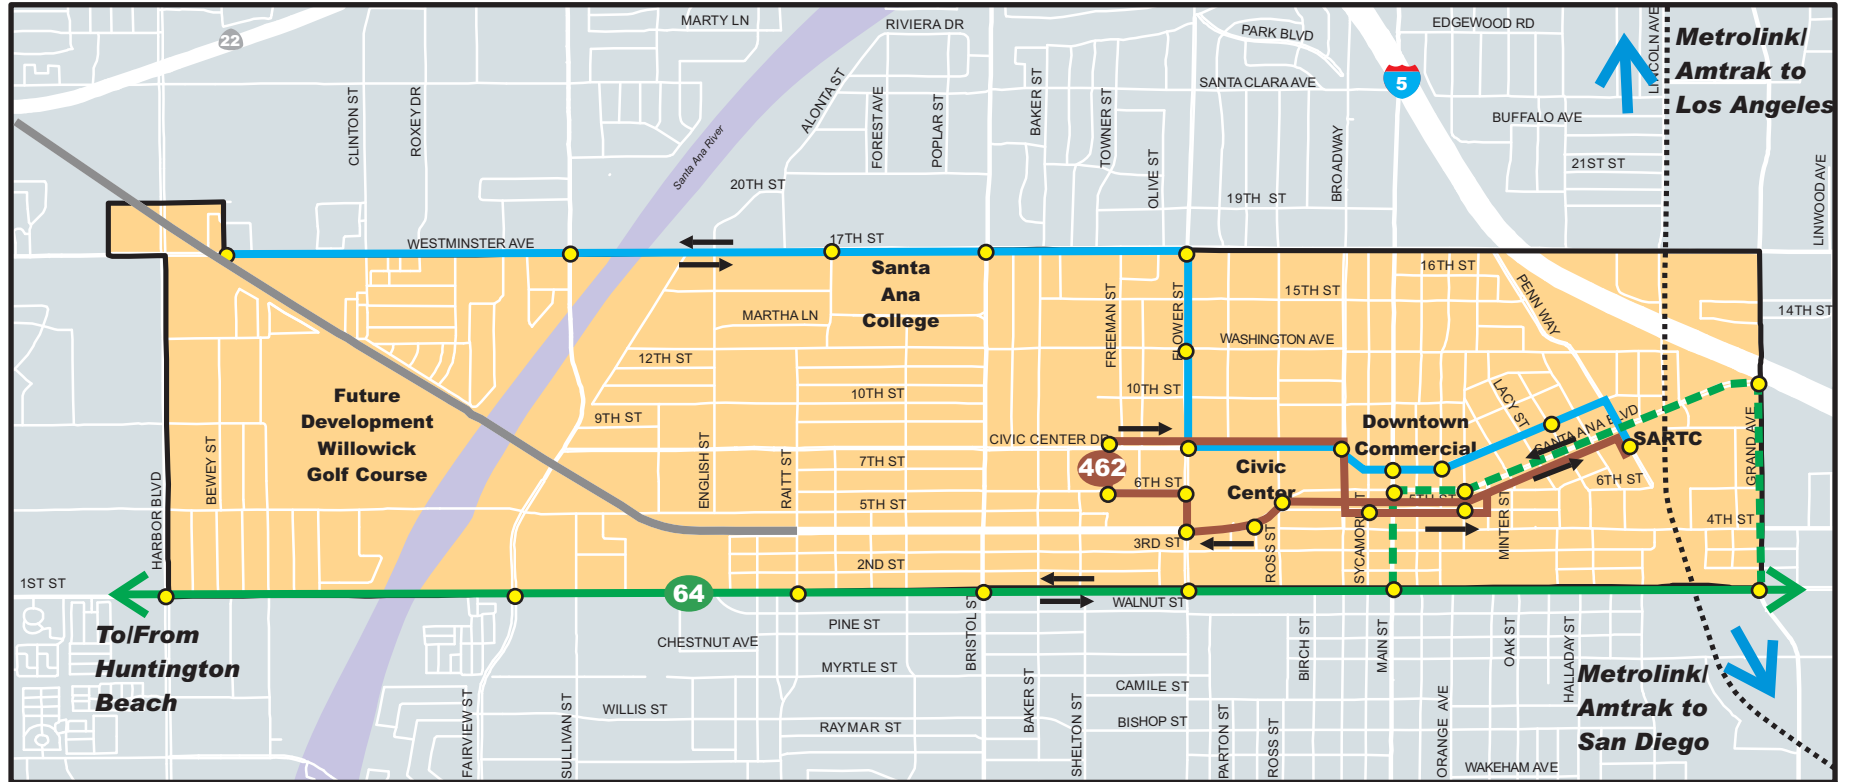 MARTY LN
RIVIERA DR
EDGEWOOD RD
PARK BLVD
LINCOLN AVE
Metrolink/
Amtrak to
Los Angeles
22
5
SANTA CLARA AVE
BUFFALO AVE
21ST ST
CLINTON ST
ROXEY DR
ALONTA ST
FOREST AVE
POPLAR ST
BAKER ST
TOWNER ST
OLIVE ST
BROADWAY
LINWOOD AVE
Santa Ana River
20TH ST
19TH ST
WESTMINSTER AVE
17TH ST
Santa
Ana
College
16TH ST
15TH ST
PENN WAY
14TH ST
MARTHA LN
FREEMAN ST
FLOWER ST
WASHINGTON AVE
12TH ST
10TH ST
10TH ST
LACY ST
Future
Development
Willowick
Golf Course
9TH ST
Downtown
Commercial
SANTA ANA BLVD
SARTC
GRAND AVE
CIVIC CENTER DR
462
Civic
Center
HARBOR BLVD
BEWEY ST
ENGLISH ST
RAITT ST
7TH ST
6TH ST
6TH ST
5TH ST
5TH ST
4TH ST
3RD ST
ROSS ST
SYCAMORE ST
MINTER ST
2ND ST
1ST ST
64
WALNUT ST
To/From
Huntington
Beach
CHESTNUT AVE
PINE ST
MYRTLE ST
BRISTOL ST
BIRCH ST
MAIN ST
OAK ST
HALLADAY ST
Metrolink/
Amtrak to
San Diego
FAIRVIEW ST
SULLIVAN ST
WILLIS ST
RAYMAR ST
BAKER ST
SHELTON ST
CAMILE ST
BISHOP ST
PARTON ST
ROSS ST
ORANGE AVE
WAKEHAM AVE